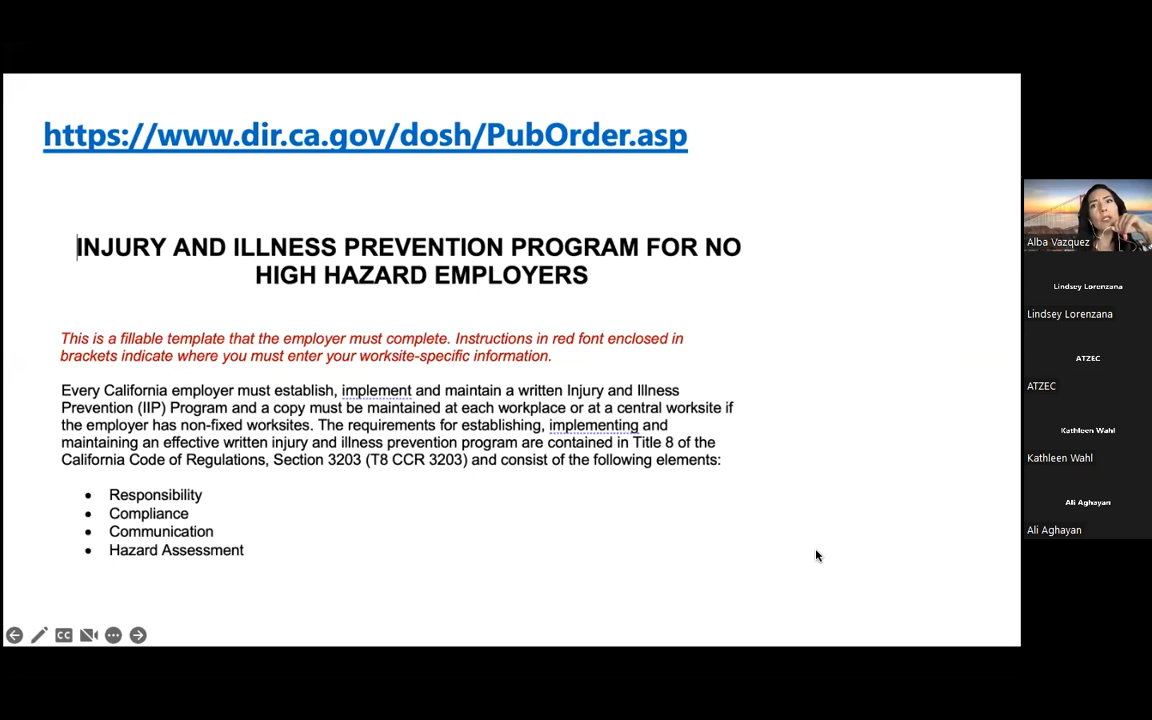 https://www.dir.ca.gov/dosh/PubOrder.asp
INJURY AND ILLNESS PREVENTION PROGRAM FOR NO
HIGH HAZARD EMPLOYERS
This is a fillable template that the employer must complete. Instructions in red font enclosed in
brackets indicate where you must enter your worksite-specific information.
Every California employer must establish, implement and maintain a written Injury and Illness
Prevention (IIP) Program and a copy must be maintained at each workplace or at a central worksite if
the employer has non-fixed worksites. The requirements for establishing, implementing and
maintaining an effective written injury and illness prevention program are contained in Title 8 of the
California Code of Regulations, Section 3203 (T8 CCR 3203) and consist of the following elements:
• Responsibility
• Compliance
• Communication
• Hazard Assessment
CC
Alba Vazquez
Lindsey Lorenzana
Lindsey Lorenzana
ATZEC
ATZEC
Kathleen Wahl
Kathleen Wahl
Ali Aghayan
Ali Aghayan